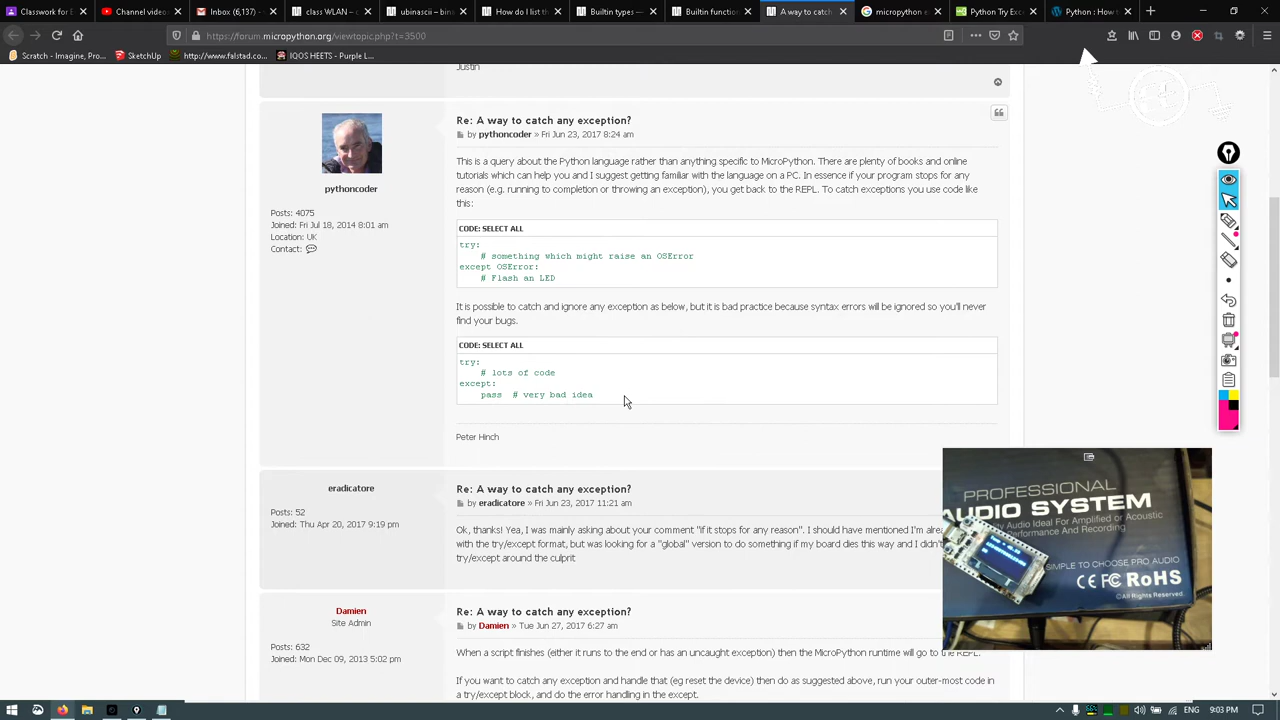 Classwork for E
Channel videos
Inbox (6,137)
class WLAN – c
ubinascii – bina
How do I list th
Builtin types —
Builtin function
A way to catch
micropython e
Python Try Exc
Python : How t
https://forum.micropython.org/viewtopic.php?t=3500
Scratch - Imagine, Pro...
SketchUp
http://www.falstad.co...
IQOS HEETS - Purple L...
Justin
Re: A way to catch any exception?
by pythoncoder » Fri Jun 23, 2017 8:24 am
pythoncoder
Posts: 4075
Joined: Fri Jul 18, 2014 8:01 am
Location: UK
Contact:
This is a query about the Python language rather than anything specific to MicroPython. There are plenty of books and online
tutorials which can help you and I suggest getting familiar with the language on a PC. In essence if your program stops for any
reason (e.g. running to completion or throwing an exception), you get back to the REPL. To catch exceptions you use code like
this:
CODE: SELECT ALL
try:
# something which might raise an OSError
except OSError:
# Flash an LED
It is possible to catch and ignore any exception as below, but it is bad practice because syntax errors will be ignored so you'll never
find your bugs.
CODE: SELECT ALL
try:
# lots of code
except:
pass # very bad idea
Peter Hinch
eradicatore
Posts: 52
Joined: Thu Apr 20, 2017 9:19 pm
Re: A way to catch any exception?
by eradicatore » Fri Jun 23, 2017 11:21 am
Ok, thanks! Yea, I was mainly asking about your comment "if it stops for any reason". I should have mentioned I'm
with the try/except format, but was looking for a "global" version to do something if my board dies this way and I
try/except around the culprit
Damien
Site Admin
Posts: 632
Joined: Mon Dec 09, 2013 5:02 pm
Re: A way to catch any exception?
by Damien » Tue Jun 27, 2017 6:27 am
When a script finishes (either it runs to the end or has an uncaught exception) then the MicroPython runtime will go to the REPL.
If you want to catch any exception and handle that (eg reset the device) then do as suggested above, run your outer-most code in
a try/except block, and do the error handling in the except.
PROFESSIONAL
AUDIO SYSTEM
Audio Ideal For Amplified or Acoustic
Performance And Recording
SIMPLE TO CHOOSE PRO AUDIO
CE FC RoHS
©All Rights Reserved.
ENG
9:03 PM